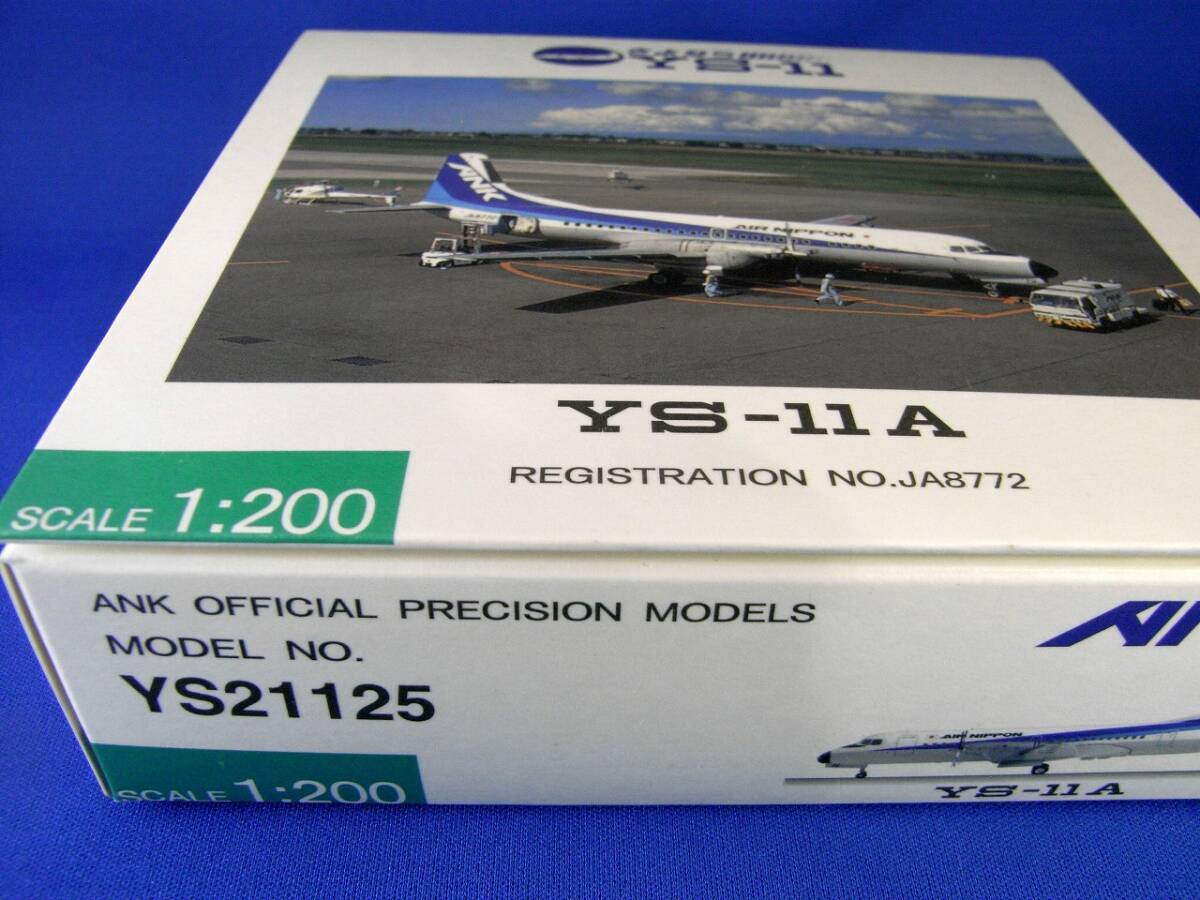 YS-11
ANK
AIR NIPPON
YS-11A
REGISTRATION NO.JA8772
SCALE 1:200
ANK OFFICIAL PRECISION MODELS
MODEL NO.
YS21125
SCALE 1:200
AIR NIPPON
YS-11A